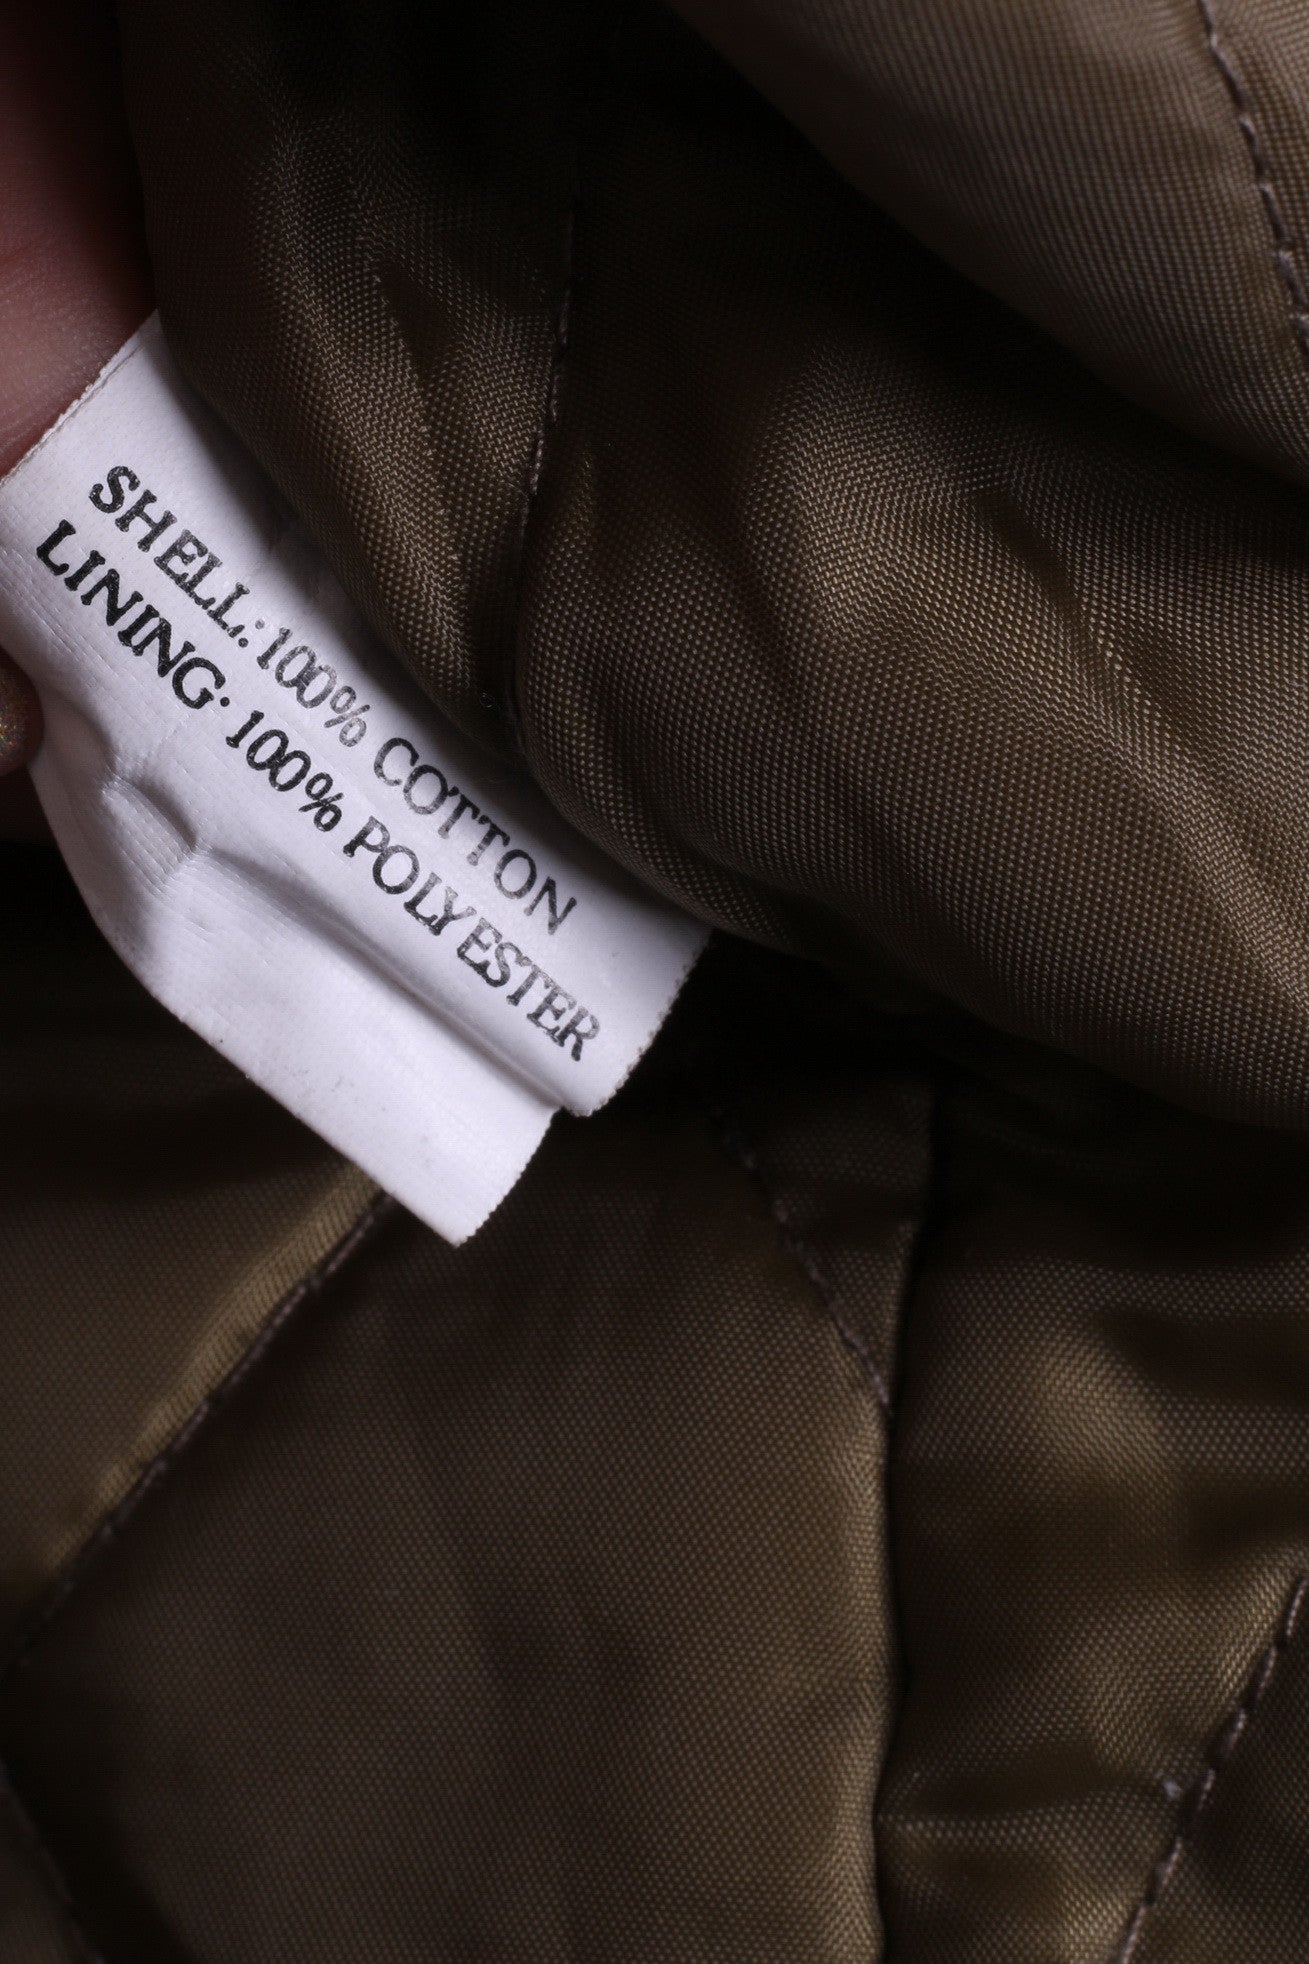 SHELL: 100% COTTON
LINING: 100% POLYESTER